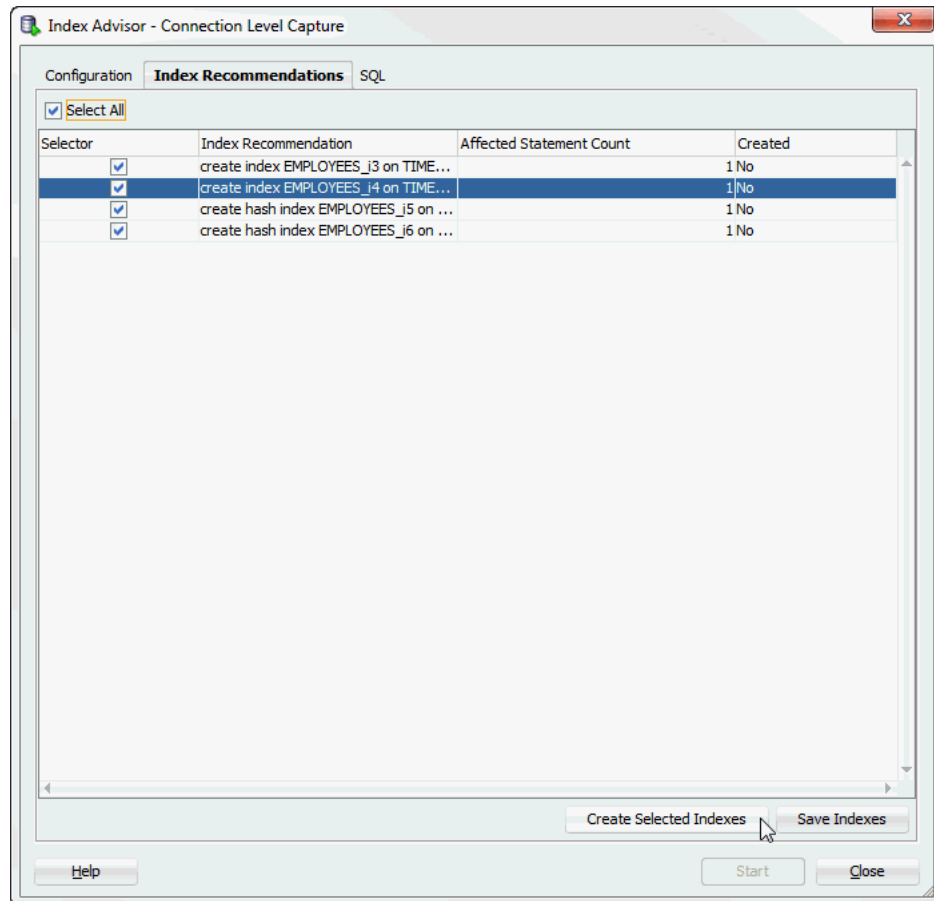 Index Advisor - Connection Level Capture
Configuration Index Recommendations SQL
Select All
Selector Index Recommendation Affected Statement Count Created
create index EMPLOYEES_i3 on TIME... 1 No
create index EMPLOYEES_i4 on TIME... 1 No
create hash index EMPLOYEES_i5 on ... 1 No
create hash index EMPLOYEES_i6 on ... 1 No
Create Selected Indexes Save Indexes
Help Start Close